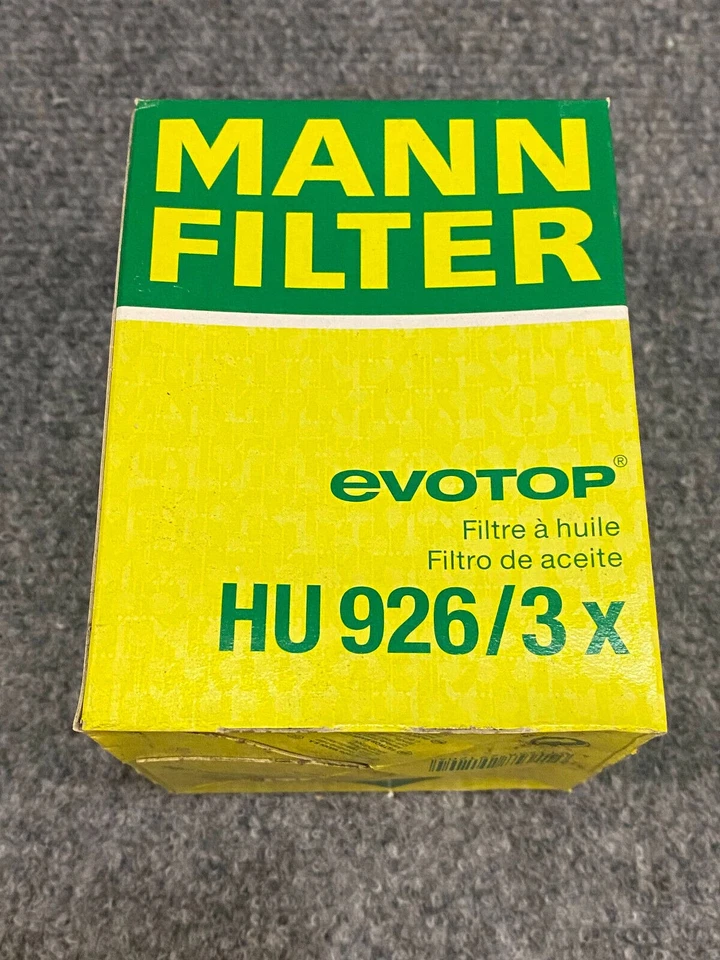 MANN
FILTER
evotop®
Filtre à huile
Filtro de aceite
HU 926/3 x